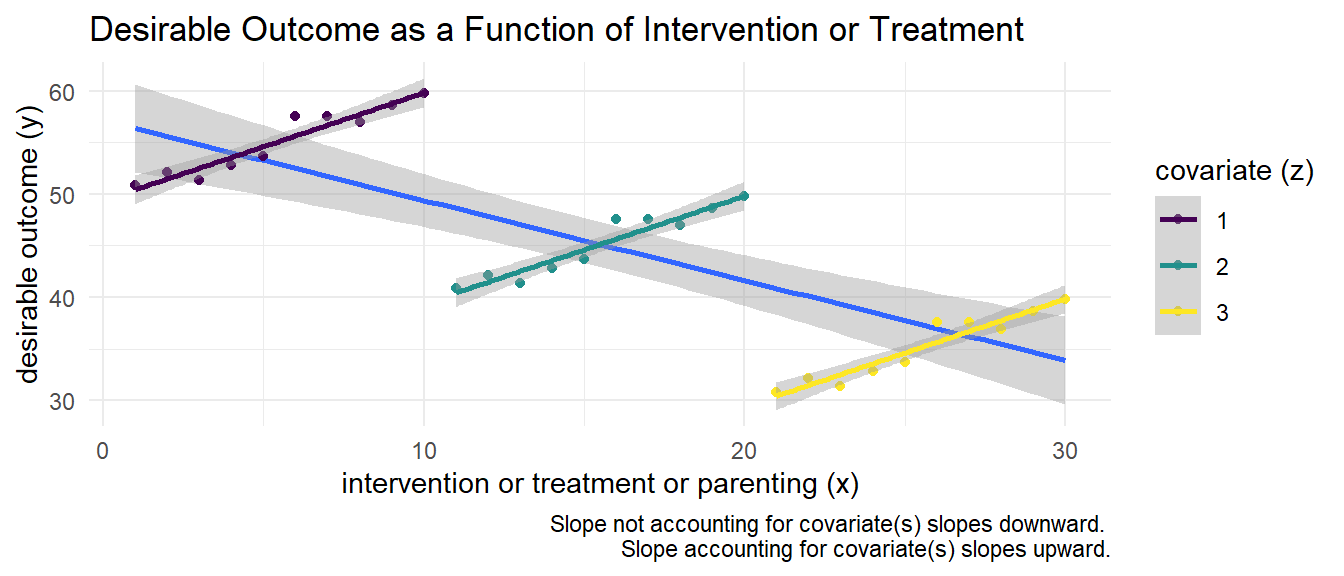 Desirable Outcome as a Function of Intervention or Treatment
desirable outcome (y)
60
50
40
30
0
10
20
30
intervention or treatment or parenting (x)
covariate (z)
1
2
3
Slope not accounting for covariate(s) slopes downward.
Slope accounting for covariate(s) slopes upward.